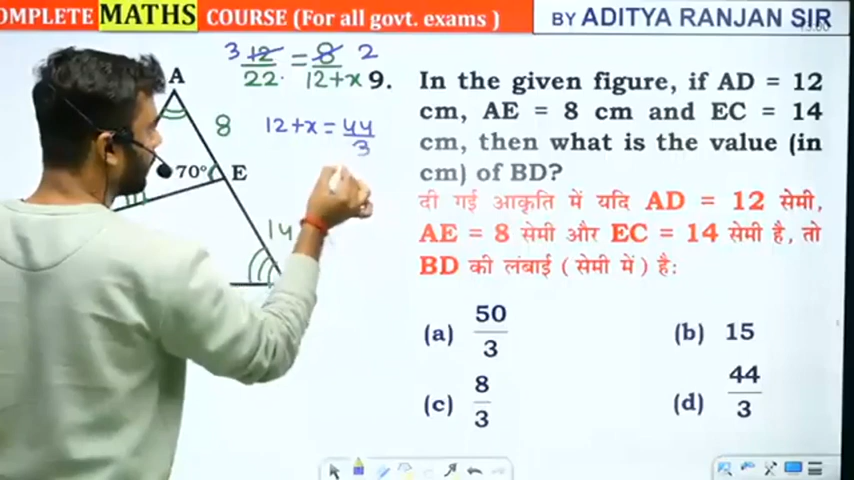 OMPLETE MATHS COURSE (For all govt. exams )
BY ADITYA RANJAN SIR
3 12/22 = 8/12+x 2
12+x = 44/3
A
8
70°
E
14
9. In the given figure, if AD = 12
cm, AE = 8 cm and EC = 14
cm, then what is the value (in
cm) of BD?
दी गई आकृति में यदि AD = 12 सेमी,
AE = 8 सेमी और EC = 14 सेमी है, तो
BD की लंबाई ( सेमी में ) है:
(a) 50/3
(b) 15
(c) 8/3
(d) 44/3